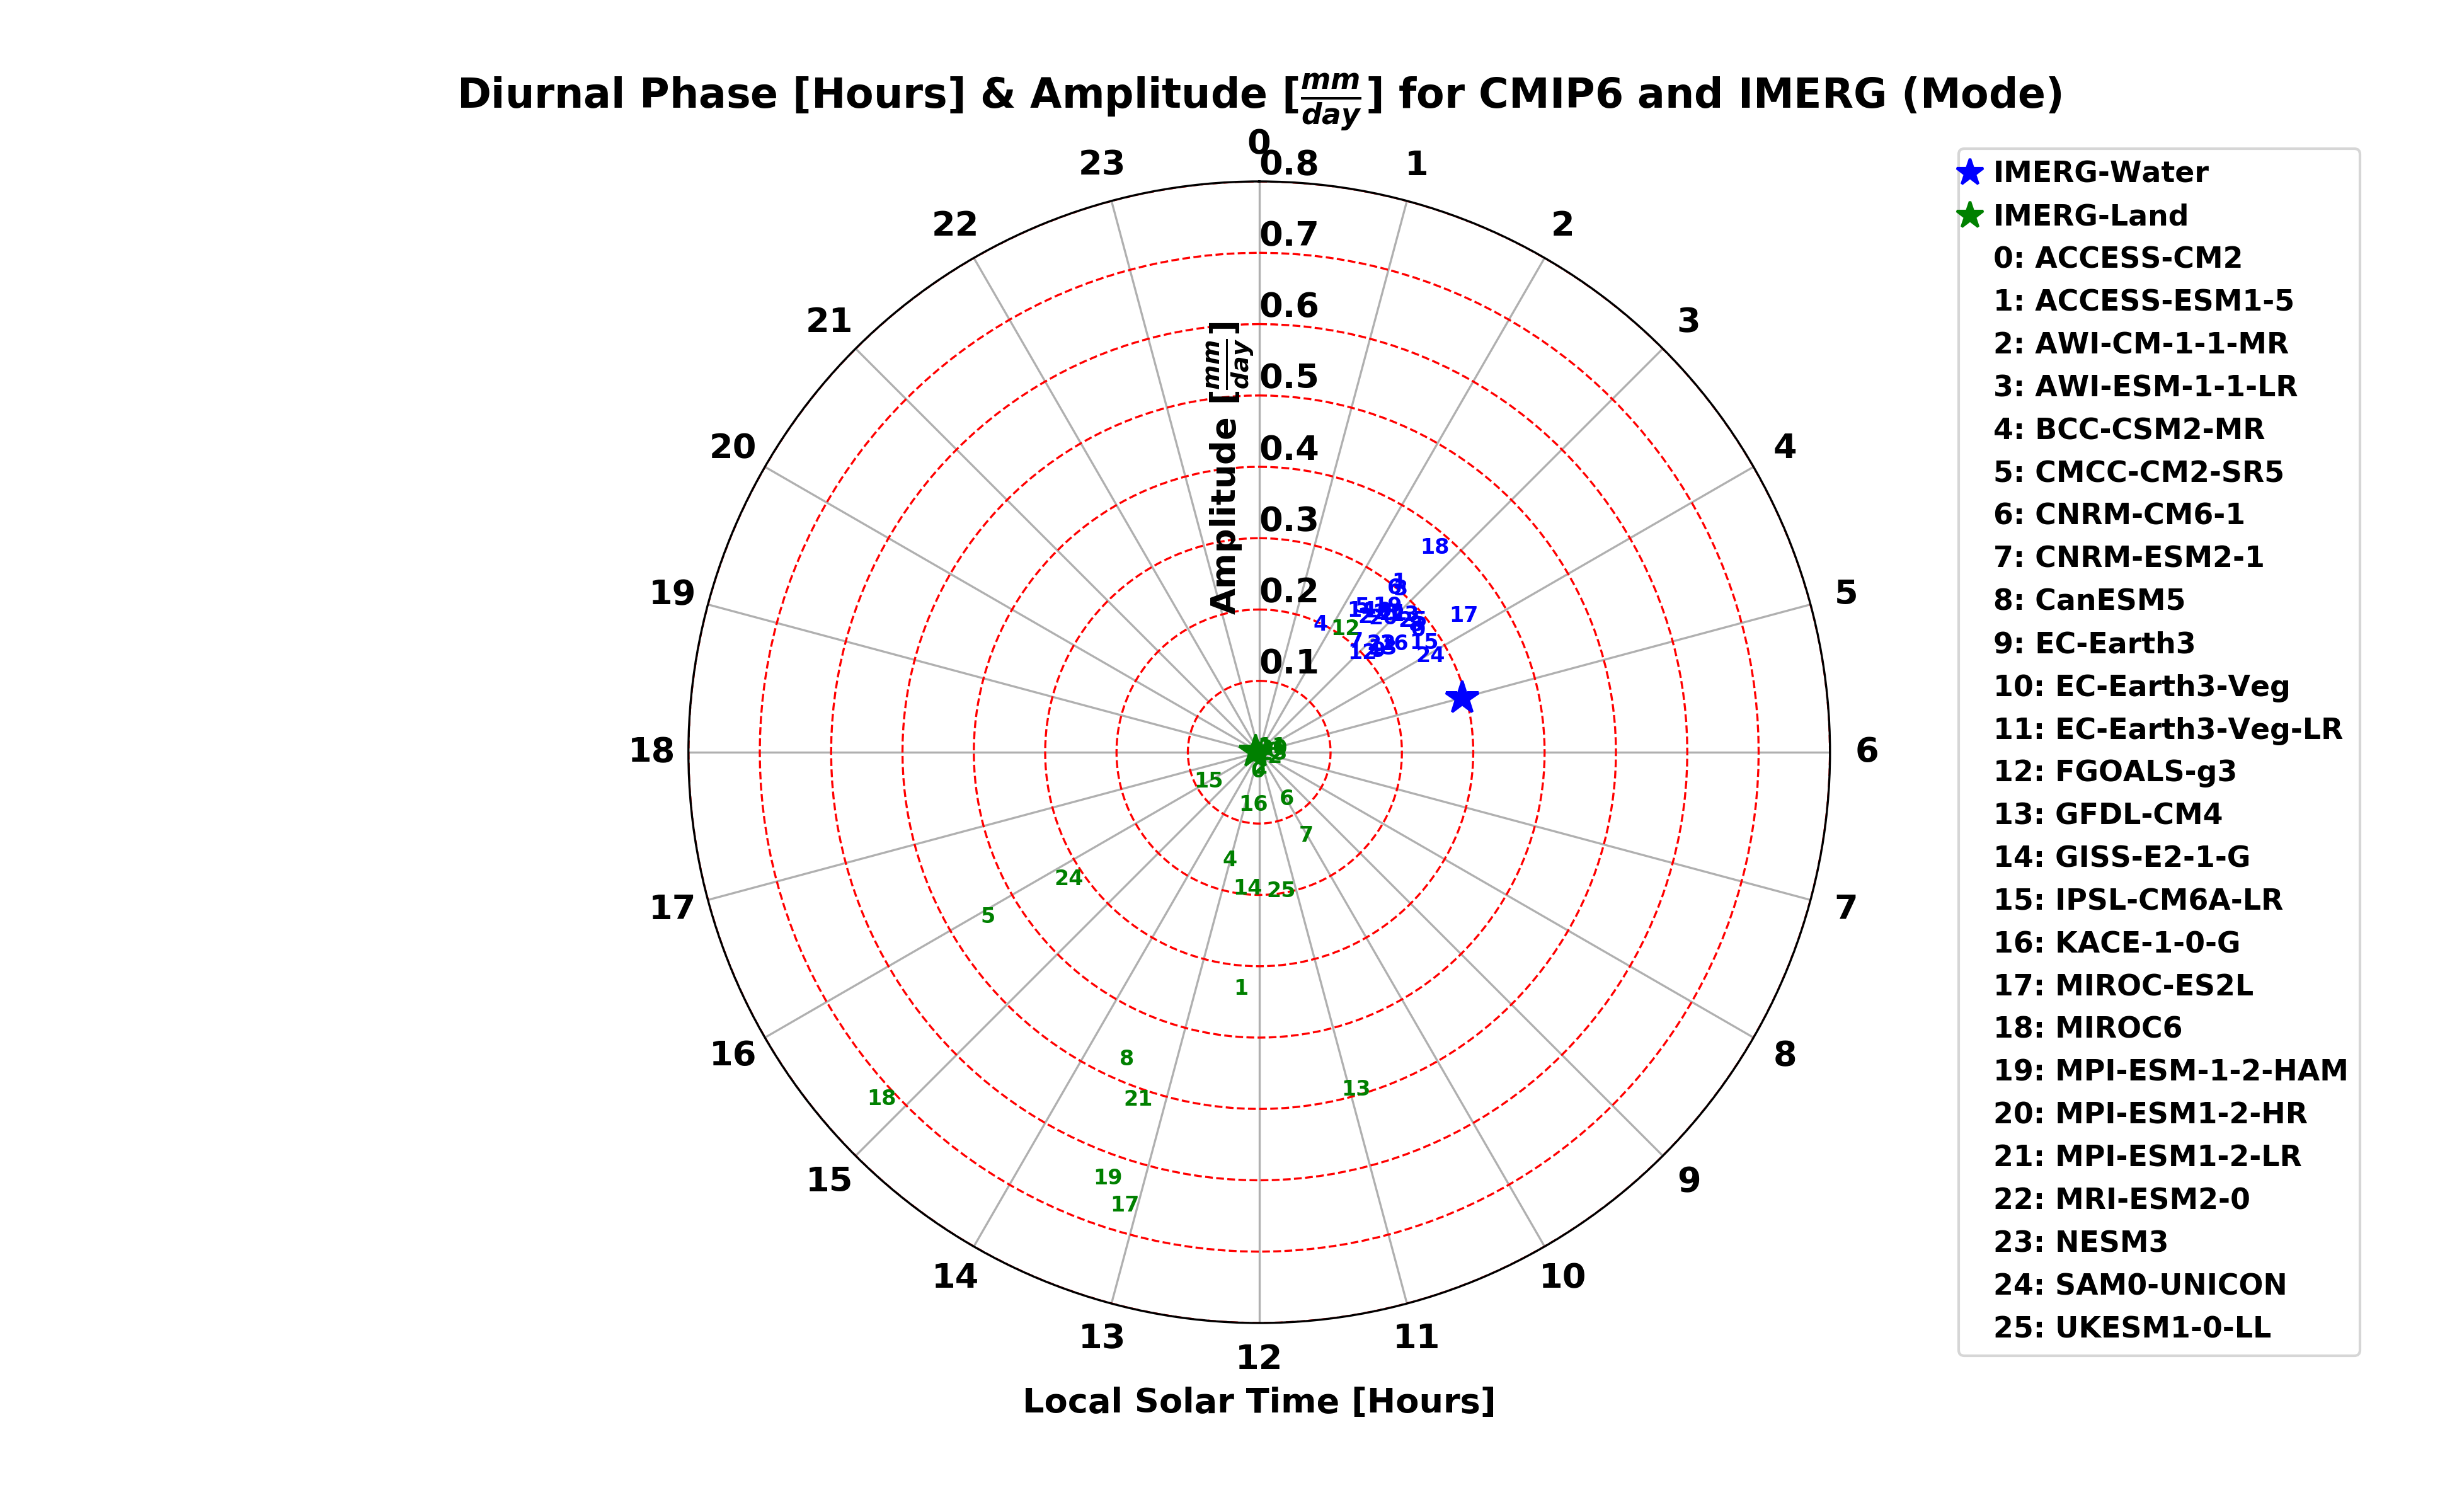 Diurnal Phase [Hours] & Amplitude [mm/day] for CMIP6 and IMERG (Mode)
0
1
2
3
4
5
6
7
8
9
10
11
12
13
14
15
16
17
18
19
20
21
22
23
0.8
0.7
0.6
0.5
0.4
0.3
0.2
0.1
Amplitude [mm/day]
18
1
6
3
5
19
17
4
12
7
16
15
12
24
15
16
6
7
4
14
25
24
5
1
8
21
13
18
19
17
Local Solar Time [Hours]
IMERG-Water
IMERG-Land
0: ACCESS-CM2
1: ACCESS-ESM1-5
2: AWI-CM-1-1-MR
3: AWI-ESM-1-1-LR
4: BCC-CSM2-MR
5: CMCC-CM2-SR5
6: CNRM-CM6-1
7: CNRM-ESM2-1
8: CanESM5
9: EC-Earth3
10: EC-Earth3-Veg
11: EC-Earth3-Veg-LR
12: FGOALS-g3
13: GFDL-CM4
14: GISS-E2-1-G
15: IPSL-CM6A-LR
16: KACE-1-0-G
17: MIROC-ES2L
18: MIROC6
19: MPI-ESM-1-2-HAM
20: MPI-ESM1-2-HR
21: MPI-ESM1-2-LR
22: MRI-ESM2-0
23: NESM3
24: SAM0-UNICON
25: UKESM1-0-LL